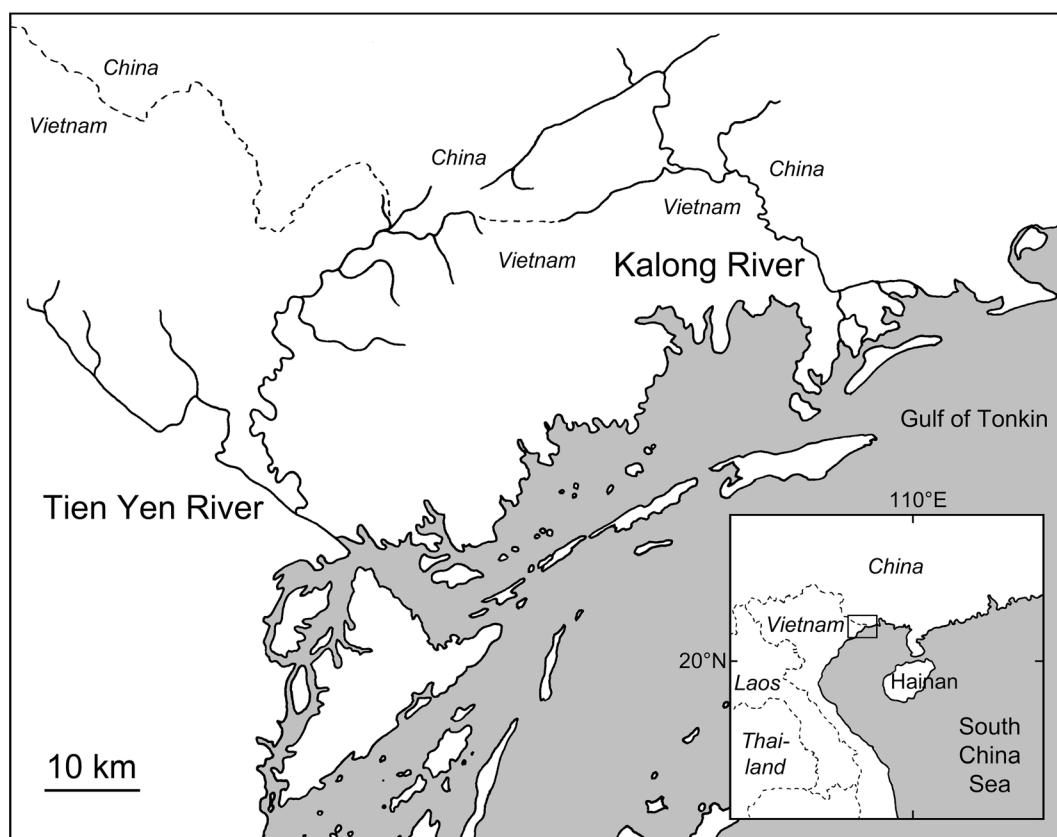 China
Vietnam
China
China
Vietnam
Vietnam
Kalong River
Gulf of Tonkin
Tien Yen River
10 km
110°E
China
Vietnam
20°N
Laos
Hainan
Thai-
land
South
China
Sea